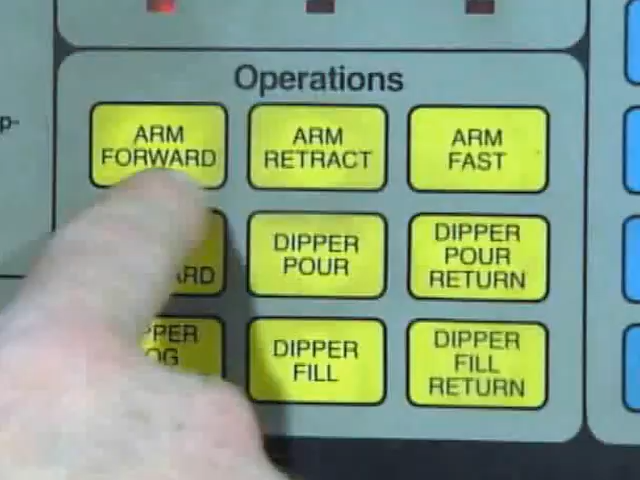 Operations
ARM
FORWARD
ARM
RETRACT
ARM
FAST
DIPPER
POUR
DIPPER
POUR
RETURN
DIPPER
FILL
DIPPER
FILL
RETURN